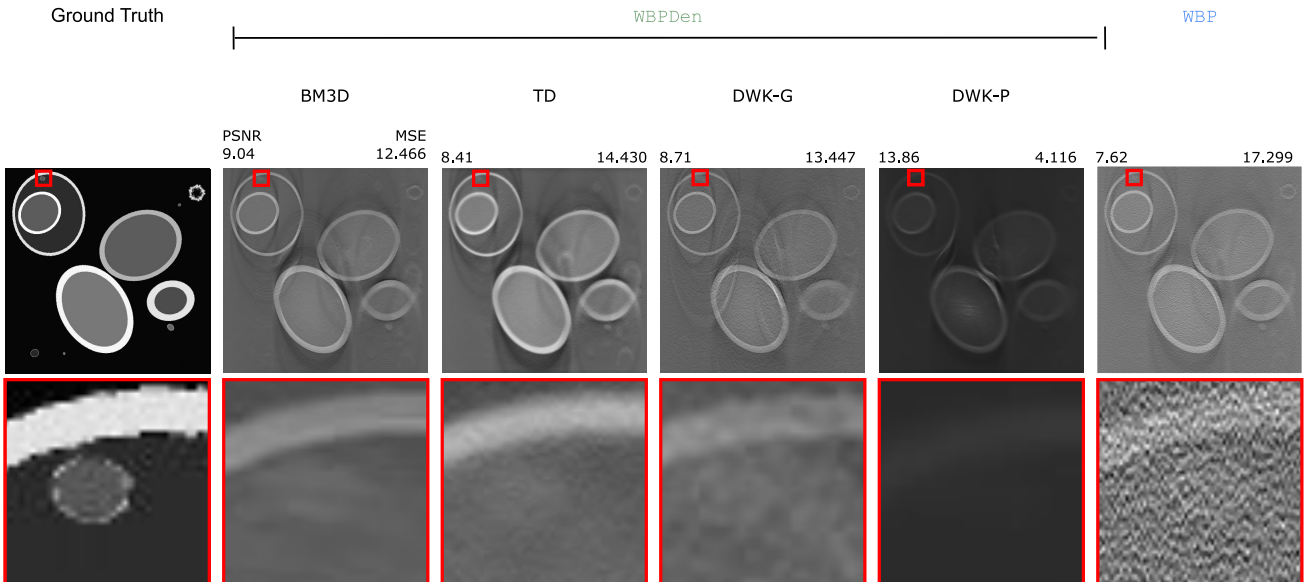 Ground Truth
WBPDen
WBP
BM3D
TD
DWK-G
DWK-P
PSNR MSE
9.04 12.466
8.41 14.430
8.71 13.447
13.86 4.116
7.62 17.299